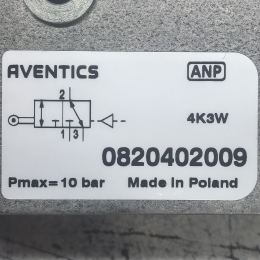 AVENTICS ANP
2
4K3W
1 3
0820402009
Pmax=10 bar Made in Poland